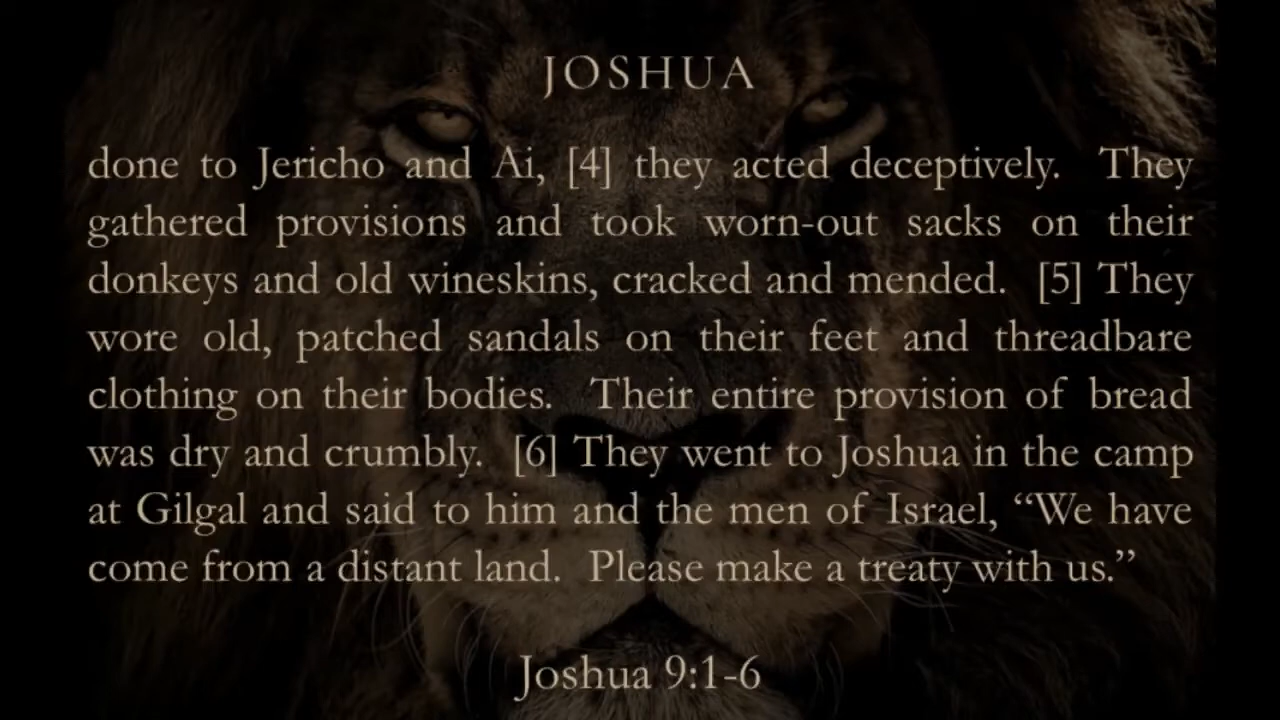 JOSHUA
done to Jericho and Ai, [4] they acted deceptively. They
gathered provisions and took worn-out sacks on their
donkeys and old wineskins, cracked and mended. [5] They
wore old, patched sandals on their feet and threadbare
clothing on their bodies. Their entire provision of bread
was dry and crumbly. [6] They went to Joshua in the camp
at Gilgal and said to him and the men of Israel, “We have
come from a distant land. Please make a treaty with us.”
Joshua 9:1-6